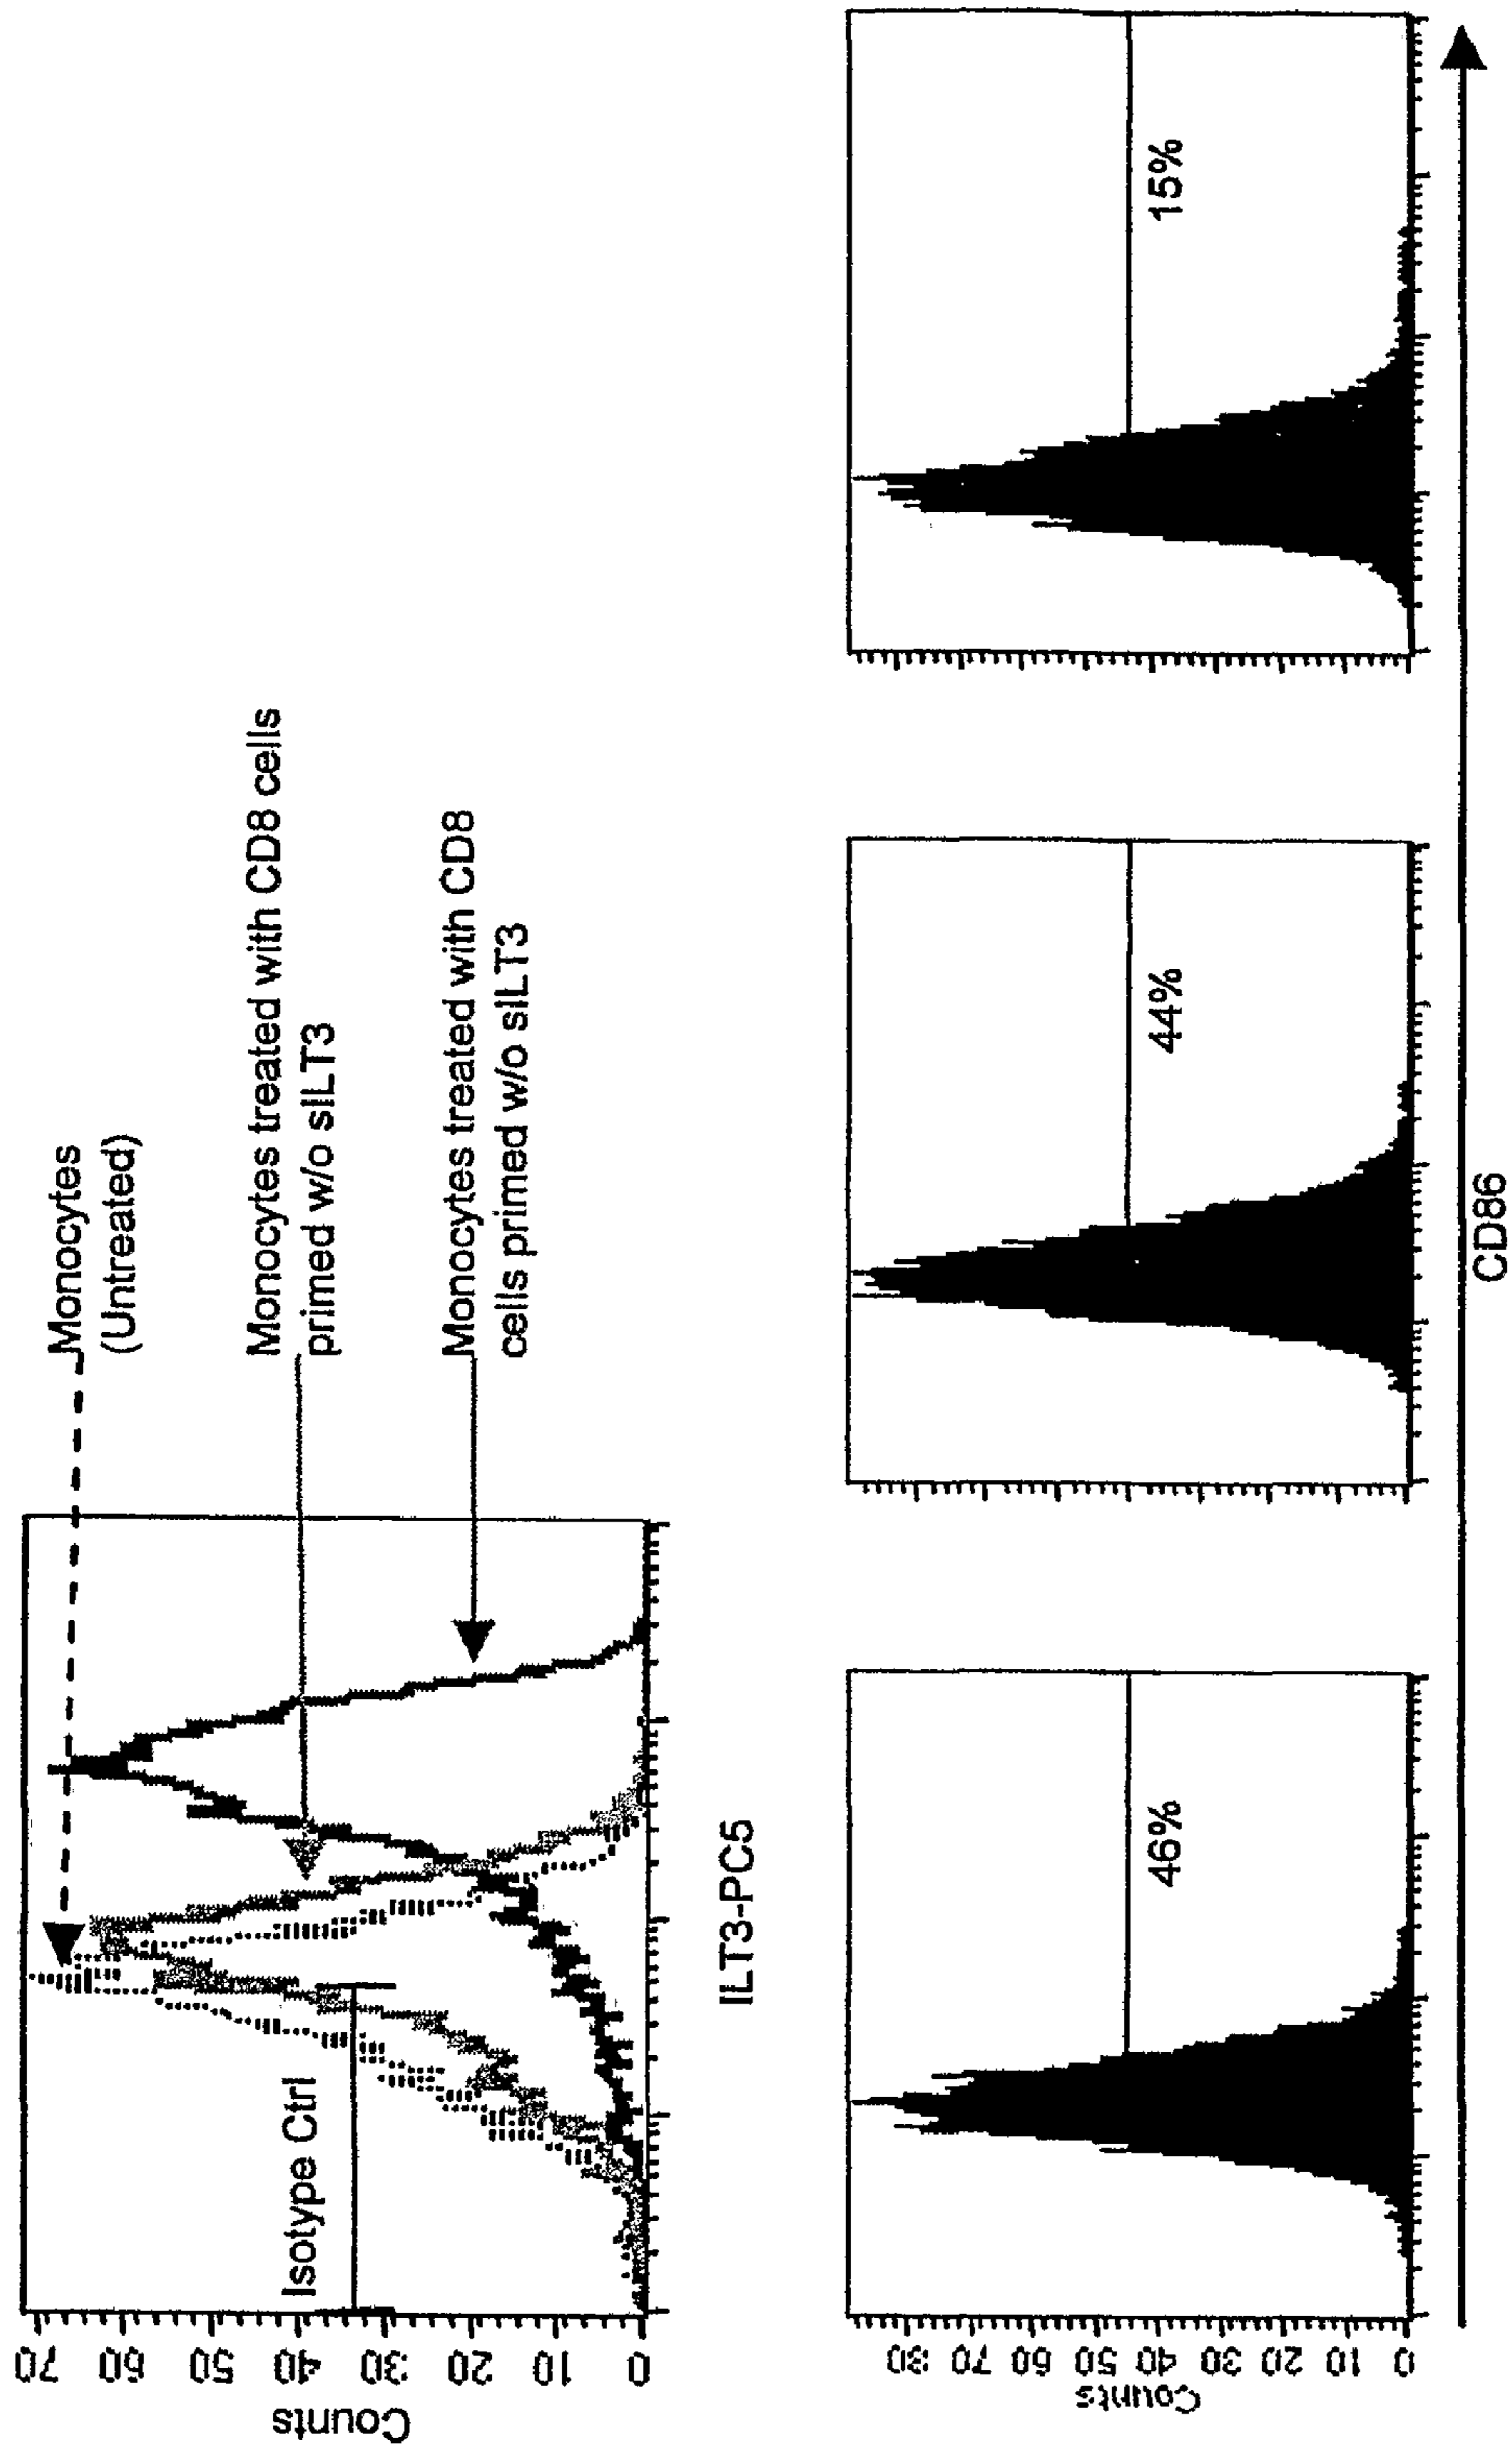 Monocytes
(Untreated)
Monocytes treated with CD8 cells
primed w/o sILT3
Monocytes treated with CD8
cells primed w/o sILT3
Isotype Ctrl
Counts
70
60
50
40
30
20
10
0
ILT3-PC5
Counts
80
70
60
50
40
30
20
10
0
46%
44%
15%
CD86